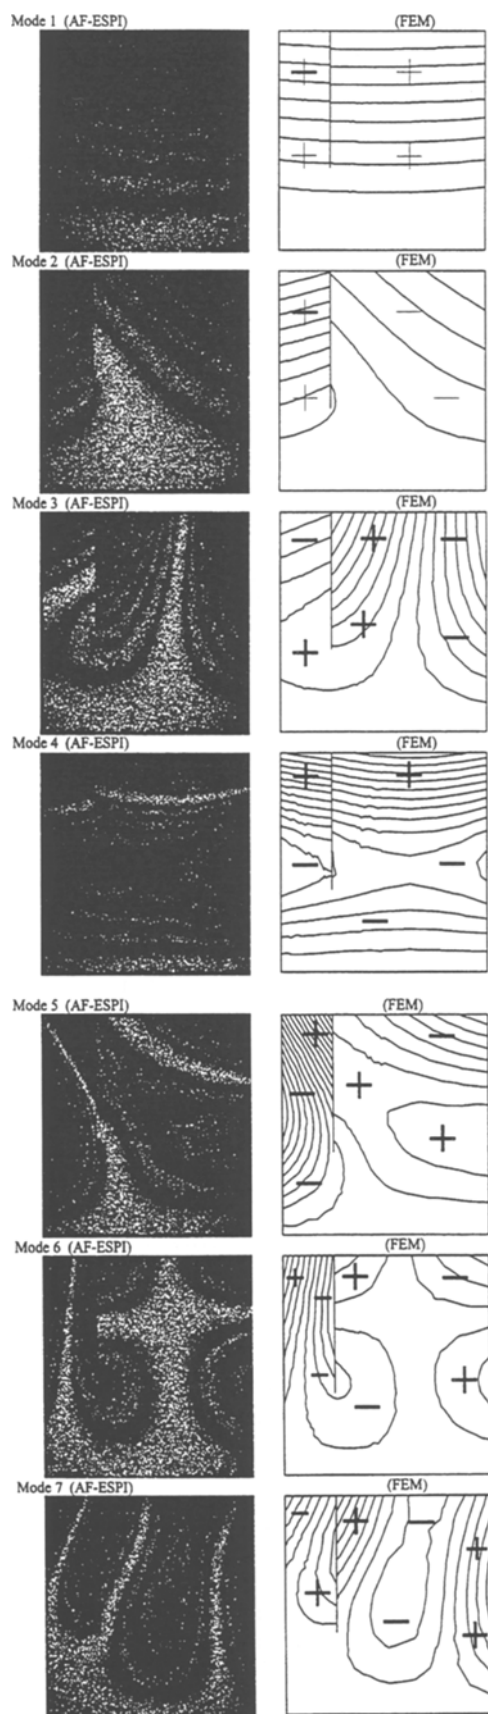 Mode 1 (AF-ESPI) (FEM)
Mode 2 (AF-ESPI) (FEM)
Mode 3 (AF-ESPI) (FEM)
Mode 4 (AF-ESPI) (FEM)
Mode 5 (AF-ESPI) (FEM)
Mode 6 (AF-ESPI) (FEM)
Mode 7 (AF-ESPI) (FEM)